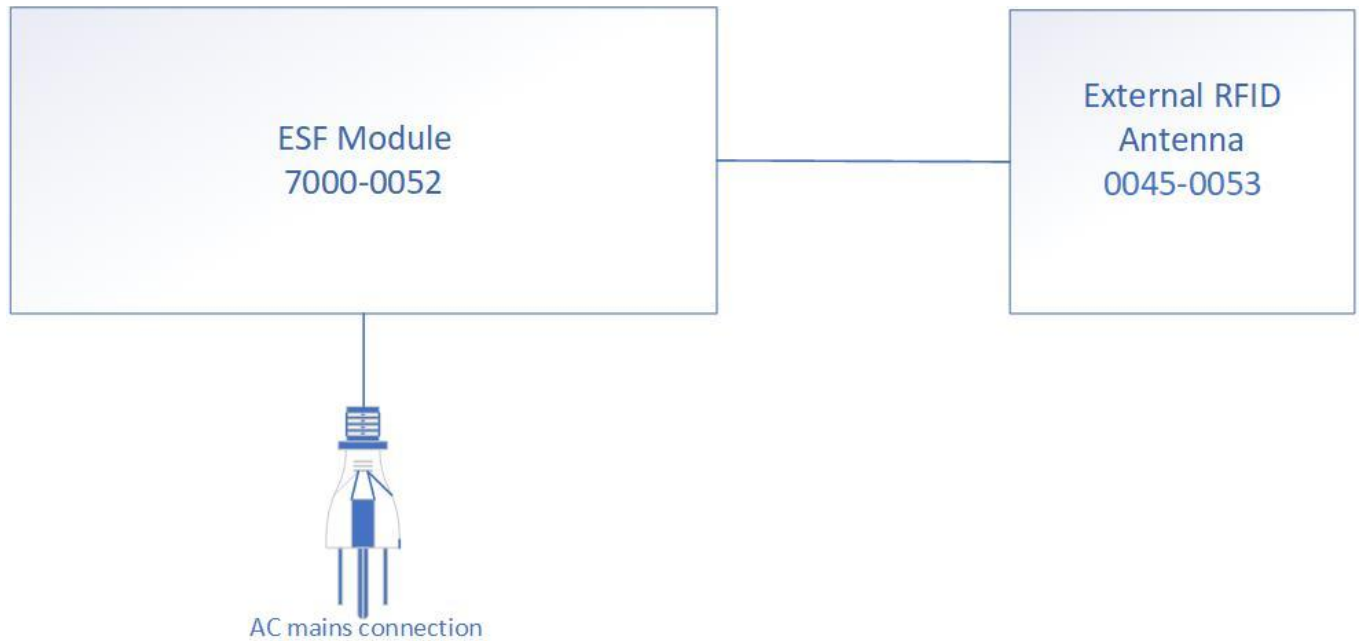 ESF Module
7000-0052
External RFID
Antenna
0045-0053
AC mains connection